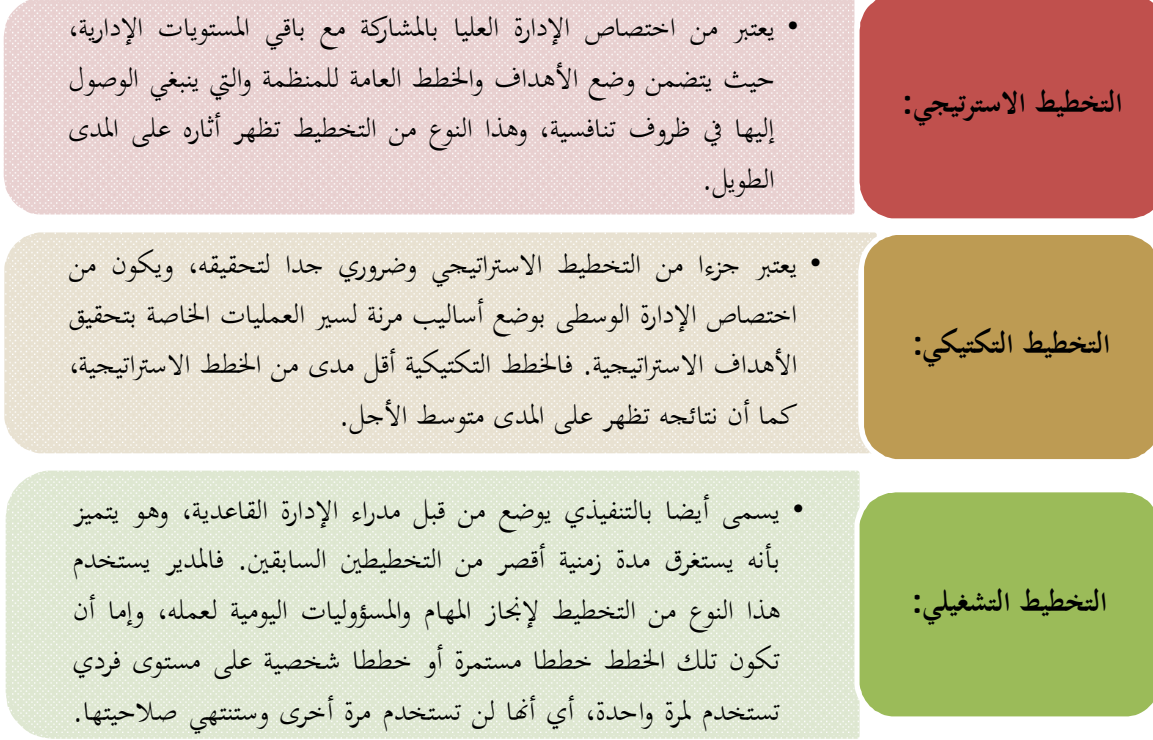 التخطيط الاسترتيجي:
• يعتبر من اختصاص الإدارة العليا بالمشاركة مع باقي المستويات الإدارية،
حيث يتضمن وضع الأهداف والخطط العامة للمنظمة والتي ينبغي الوصول
إليها في ظروف تنافسية، وهذا النوع من التخطيط تظهر أثاره على المدى
الطويل.
التخطيط التكتيكي:
• يعتبر جزءا من التخطيط الاستراتيجي وضروري جدا لتحقيقه، ويكون من
اختصاص الإدارة الوسطى بوضع أساليب مرنة لسير العمليات الخاصة بتحقيق
الأهداف الاستراتيجية. فالخطط التكتيكية أقل مدى من الخطط الاستراتيجية،
كما أن نتائجه تظهر على المدى متوسط الأجل.
التخطيط التشغيلي:
• يسمى أيضا بالتنفيذي يوضع من قبل مدراء الإدارة القاعدية، وهو يتميز
بأنه يستغرق مدة زمنية أقصر من التخطيطين السابقين. فالمدير يستخدم
هذا النوع من التخطيط لإنجاز المهام والمسؤوليات اليومية لعمله، وإما أن
تكون تلك الخطط خططا مستمرة أو خططا شخصية على مستوى فردي
تستخدم لمرة واحدة، أي أنها لن تستخدم مرة أخرى وستنتهي صلاحيتها.